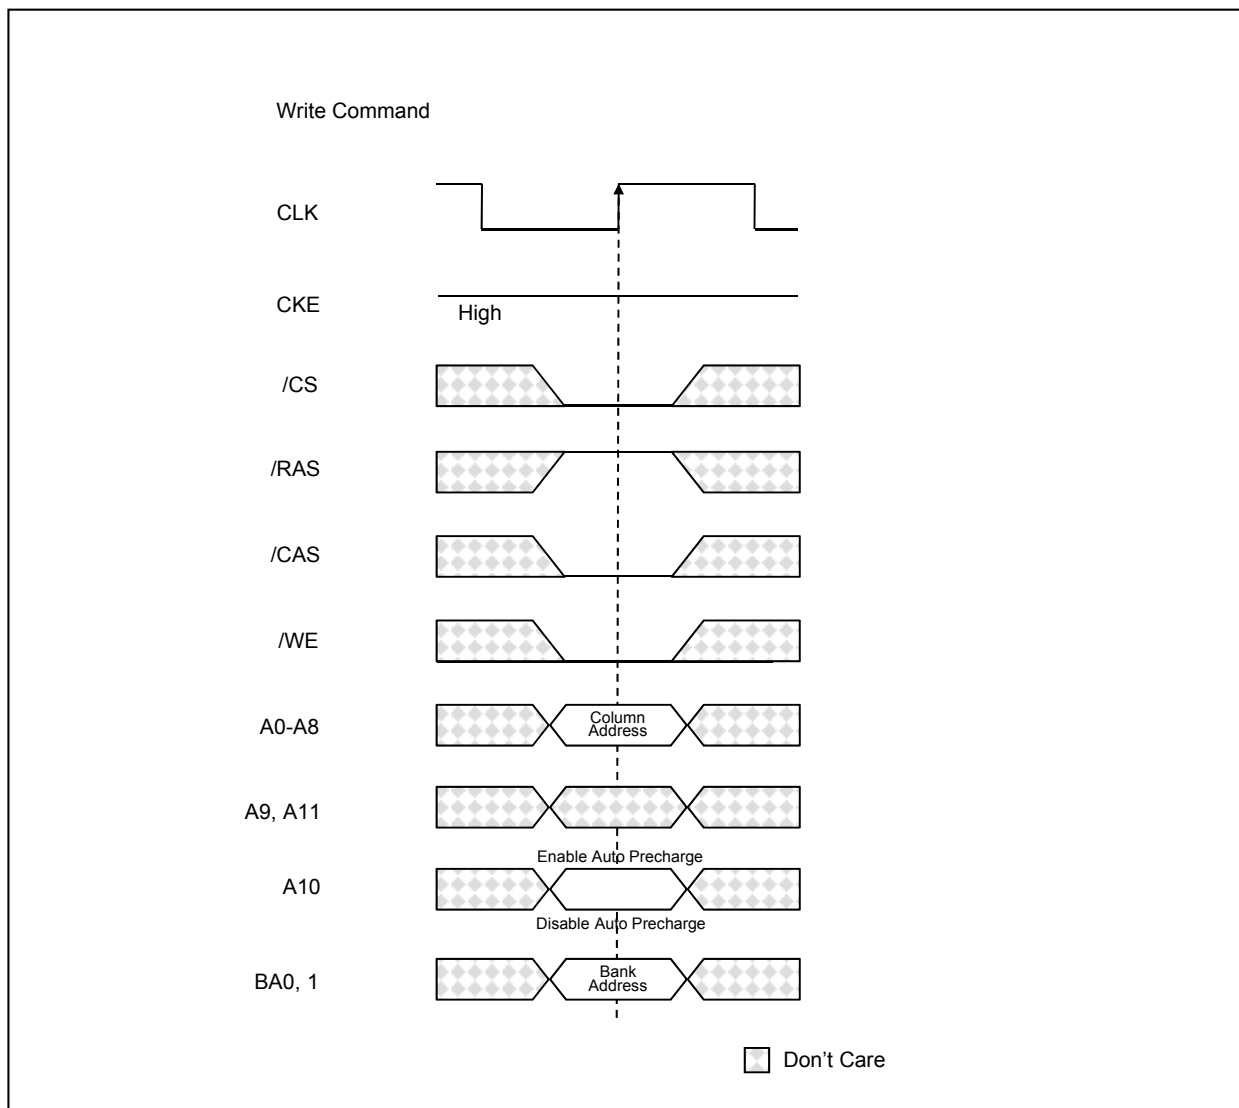 Write Command
CLK
CKE
High
/CS
/RAS
/CAS
/WE
A0-A8
Column
Address
A9, A11
Enable Auto Precharge
A10
Disable Auto Precharge
BA0, 1
Bank
Address
Don’t Care